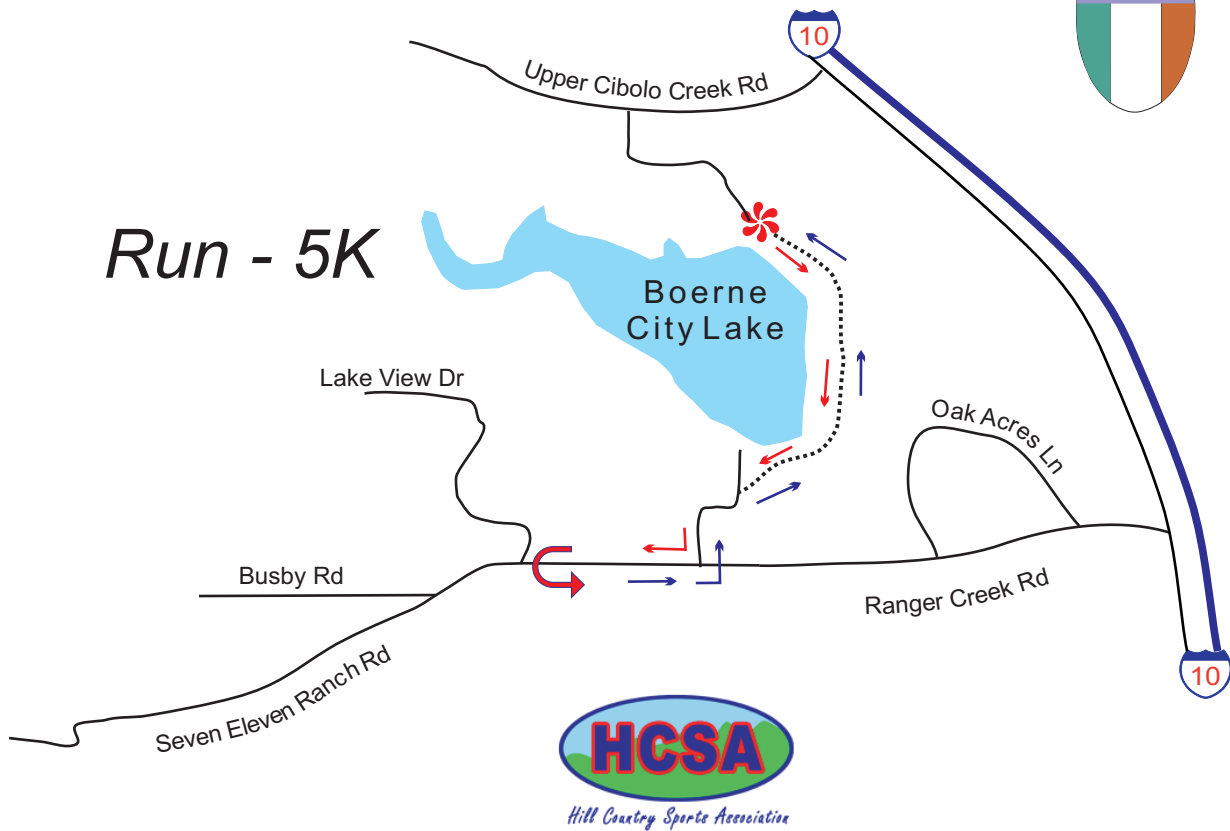 10
Upper Cibolo Creek Rd
Run - 5K
Boerne
City Lake
Lake View Dr
Oak Acres Ln
Busby Rd
Ranger Creek Rd
Seven Eleven Ranch Rd
10
HCSA
Hill Country Sports Association